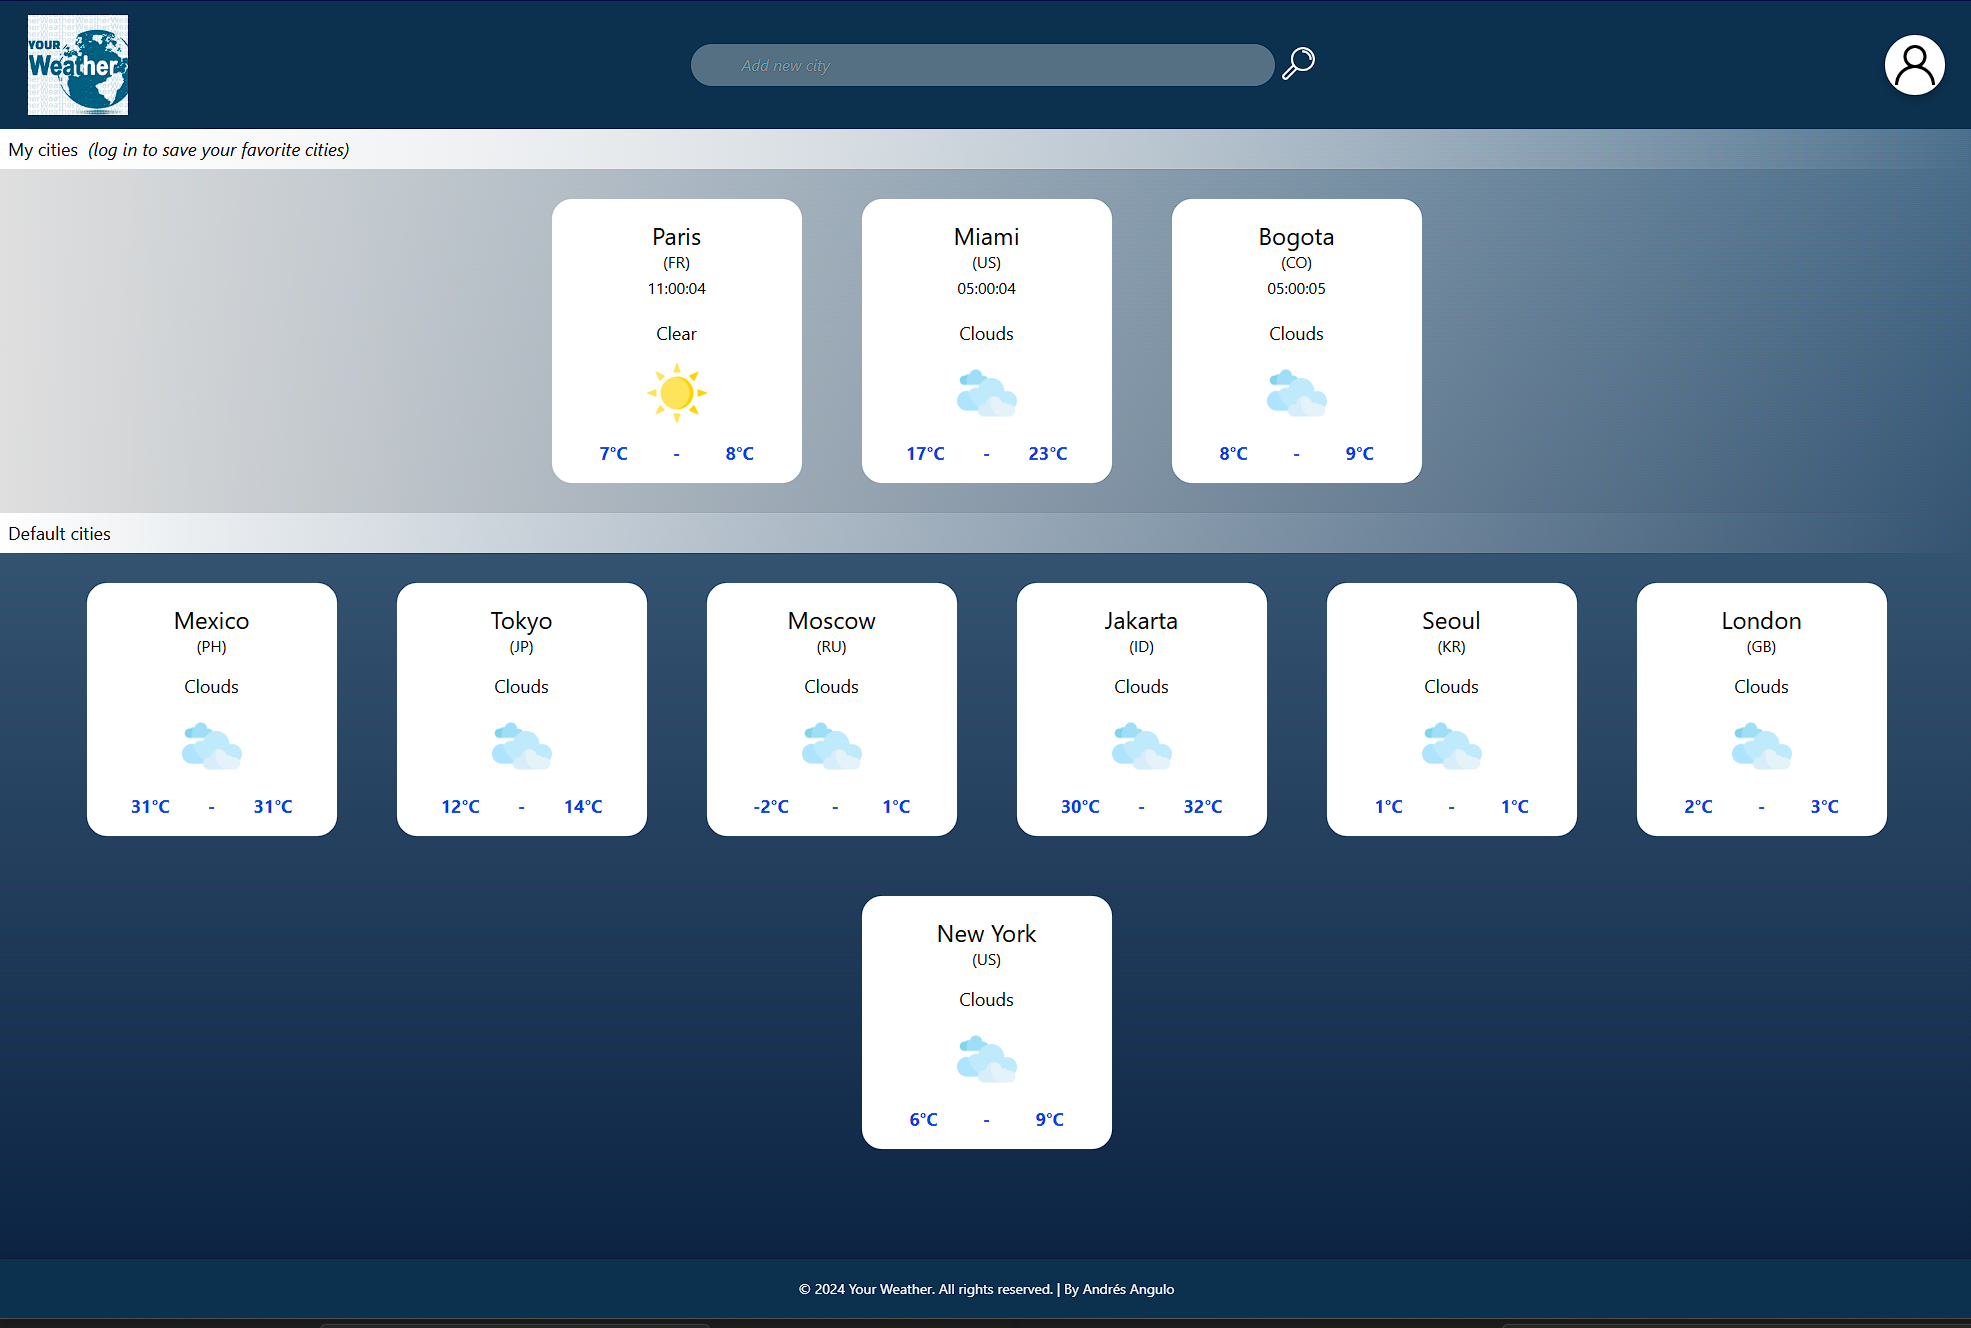 YOUR
Weather
Add new city
My cities (log in to save your favorite cities)
Paris
(FR)
11:00:04
Clear
7°C - 8°C
Miami
(US)
05:00:04
Clouds
17°C - 23°C
Bogota
(CO)
05:00:05
Clouds
8°C - 9°C
Default cities
Mexico
(PH)
Clouds
31°C - 31°C
Tokyo
(JP)
Clouds
12°C - 14°C
Moscow
(RU)
Clouds
-2°C - 1°C
Jakarta
(ID)
Clouds
30°C - 32°C
Seoul
(KR)
Clouds
1°C - 1°C
London
(GB)
Clouds
2°C - 3°C
New York
(US)
Clouds
6°C - 9°C
© 2024 Your Weather. All rights reserved. | By Andrés Angulo